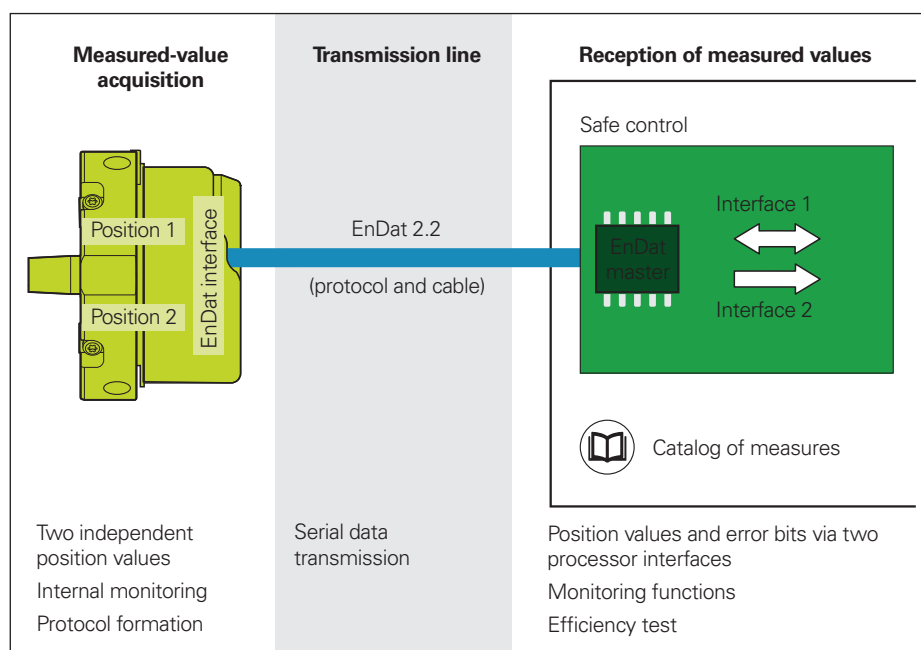 Measured-value
acquisition
Transmission line
Reception of measured values
Safe control
Position 1
Position 2
EnDat interface
EnDat 2.2
(protocol and cable)
EnDat
master
Interface 1
Interface 2
Catalog of measures
Two independent
position values
Internal monitoring
Protocol formation
Serial data
transmission
Position values and error bits via two
processor interfaces
Monitoring functions
Efficiency test